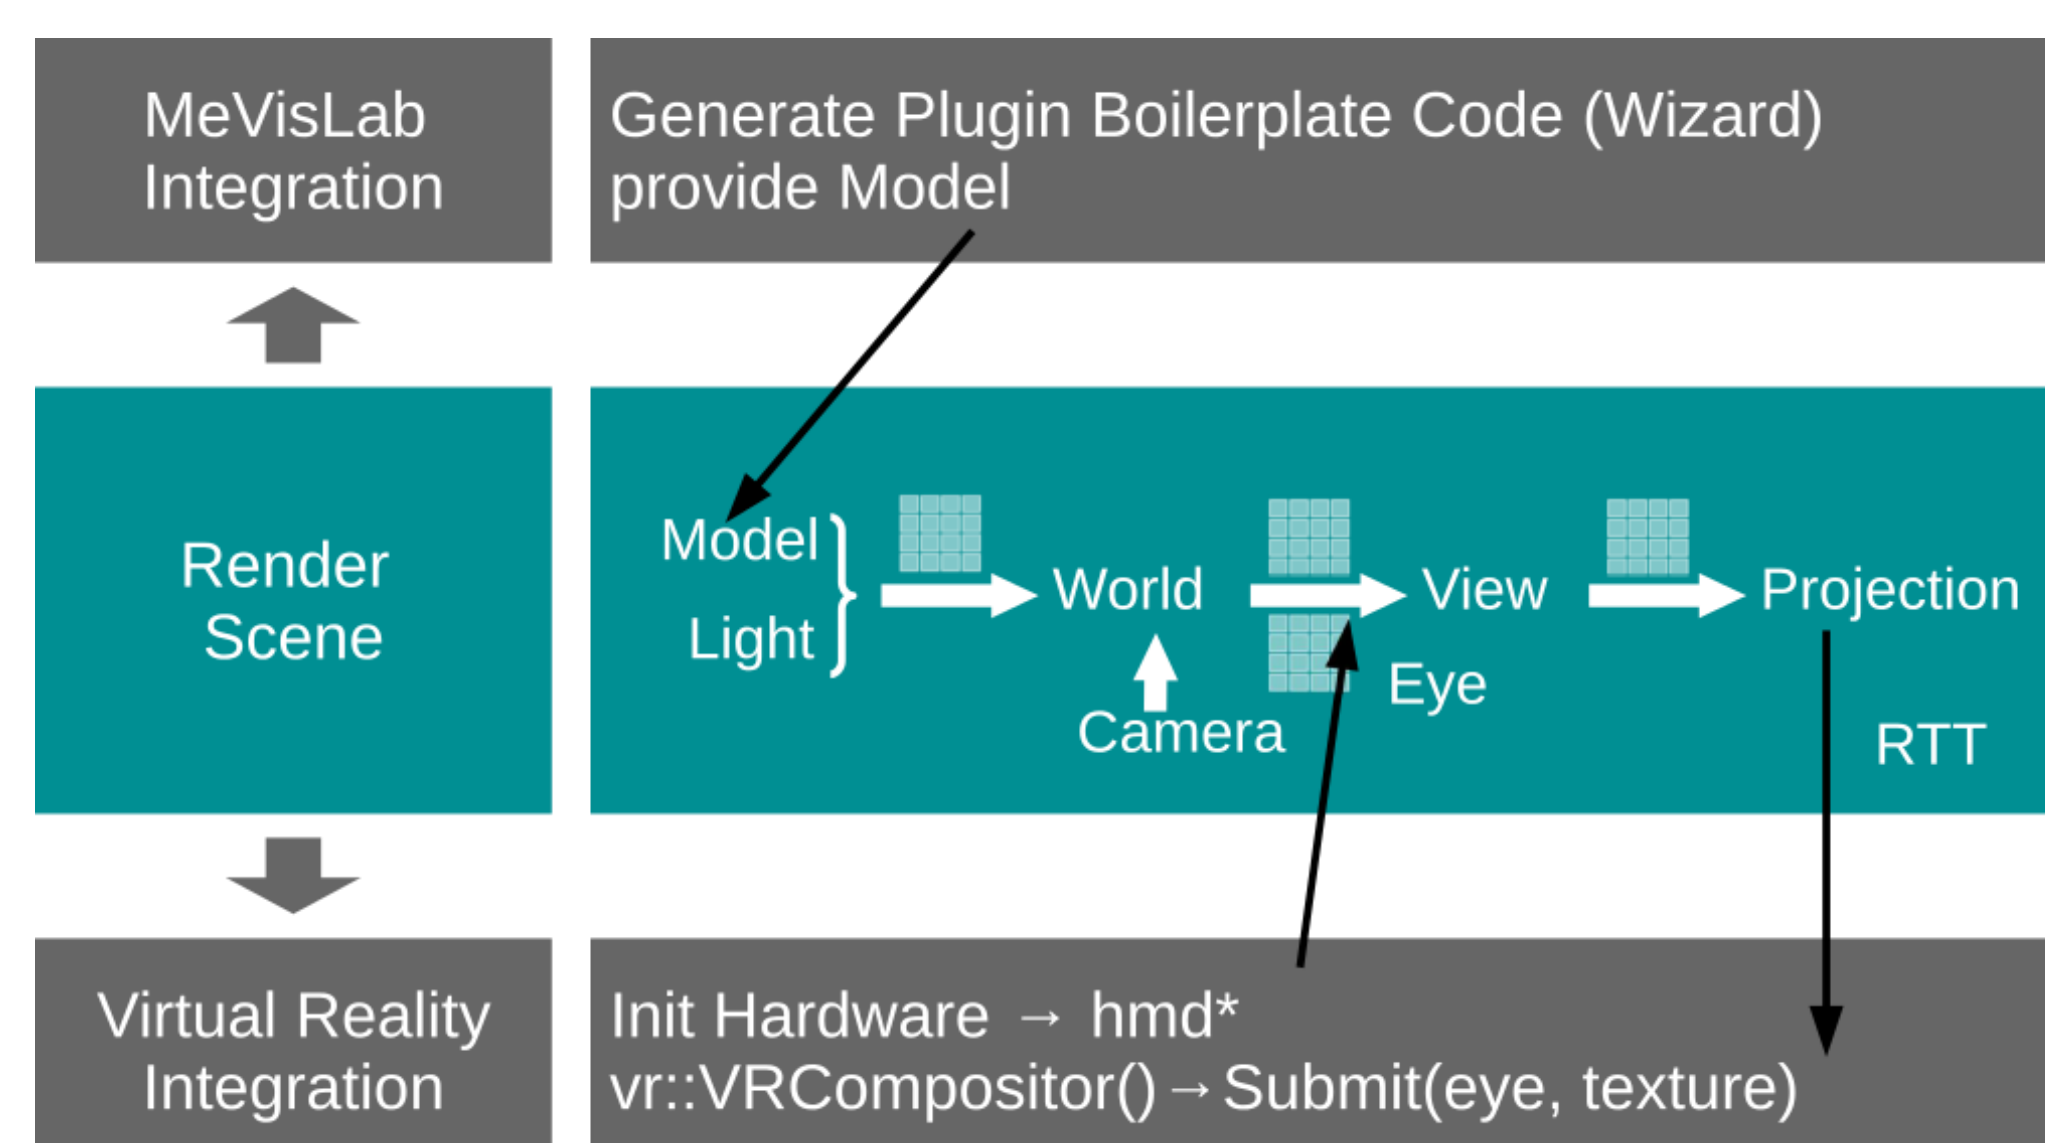 MeVisLab
Integration
Generate Plugin Boilerplate Code (Wizard)
provide Model
Render
Scene
Model
Light
World
Camera
View
Eye
Projection
RTT
Virtual Reality
Integration
Init Hardware → hmd*
vr::VRCompositor()→Submit(eye, texture)